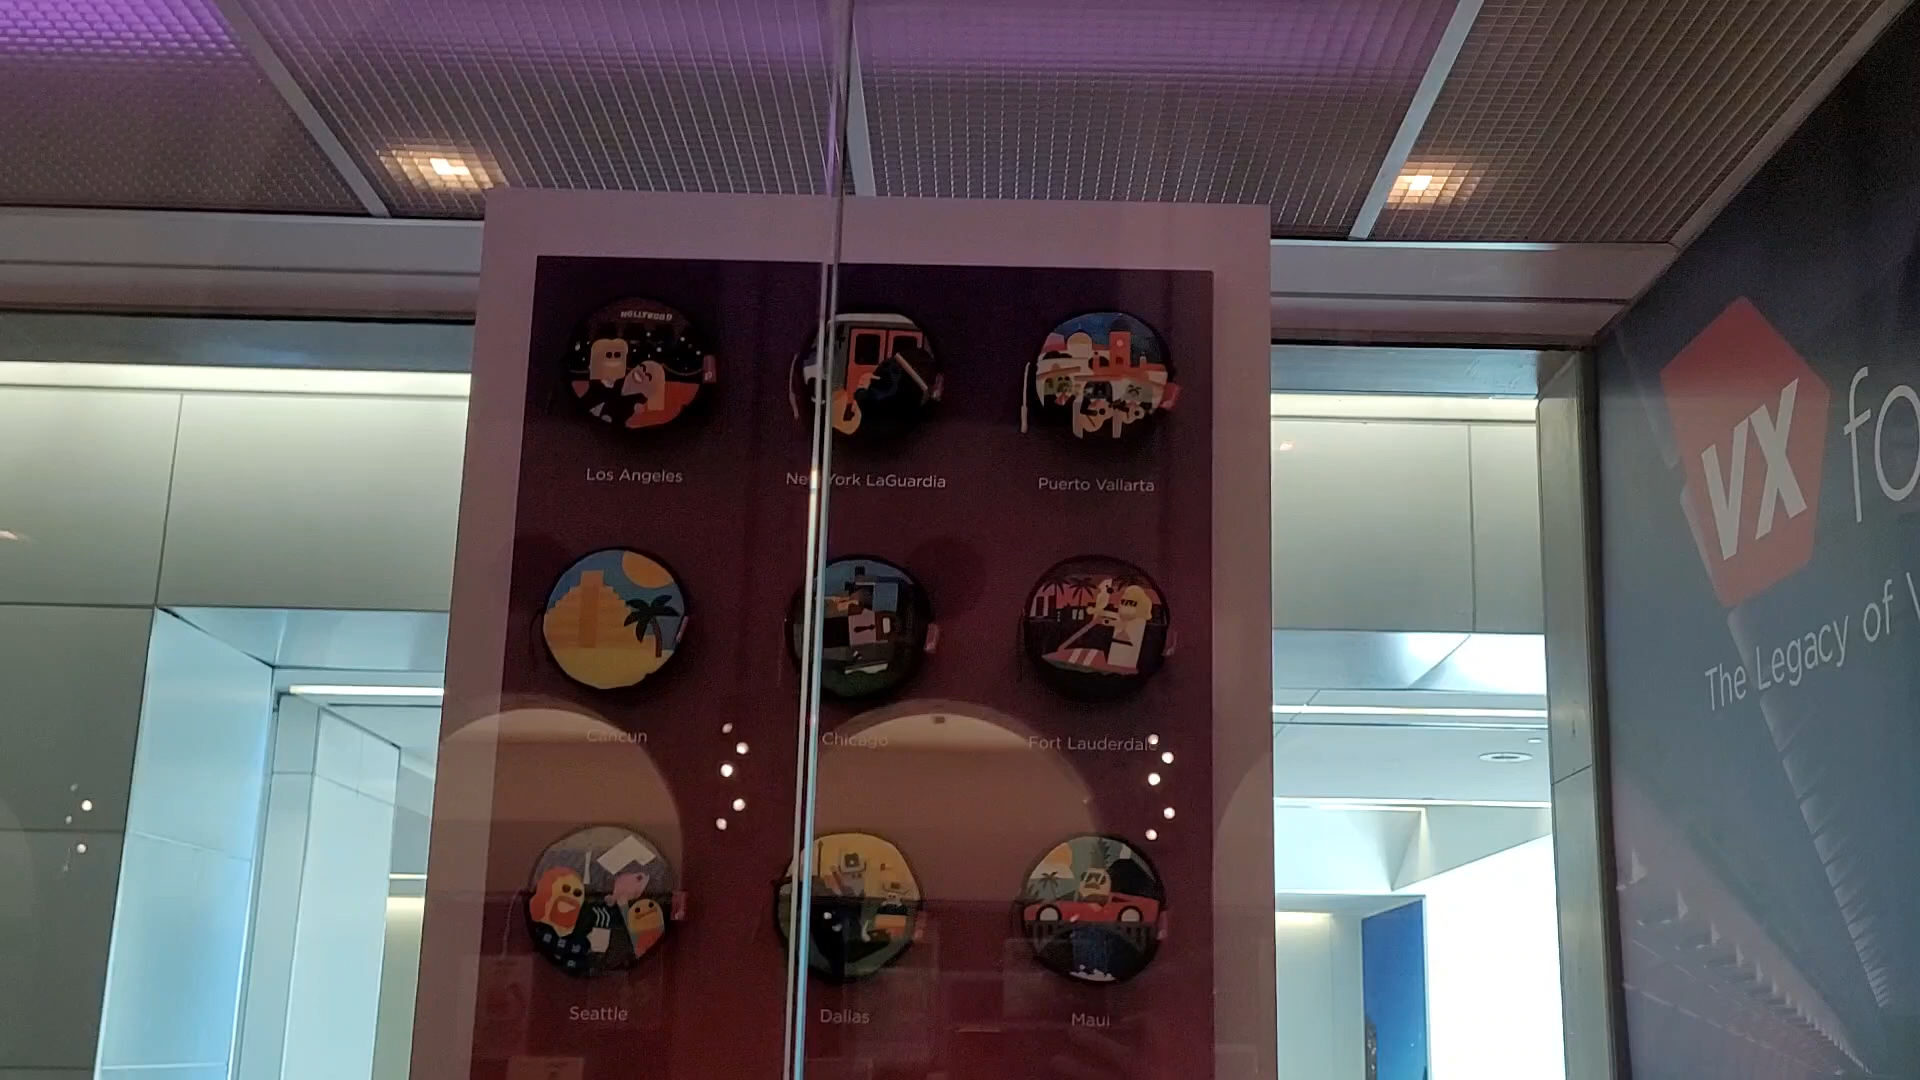 HOLLYWOOD
Los Angeles
New York LaGuardia
Puerto Vallarta
Cancun
Chicago
Fort Lauderdale
Seattle
Dallas
Maui
VX fo
The Legacy of V